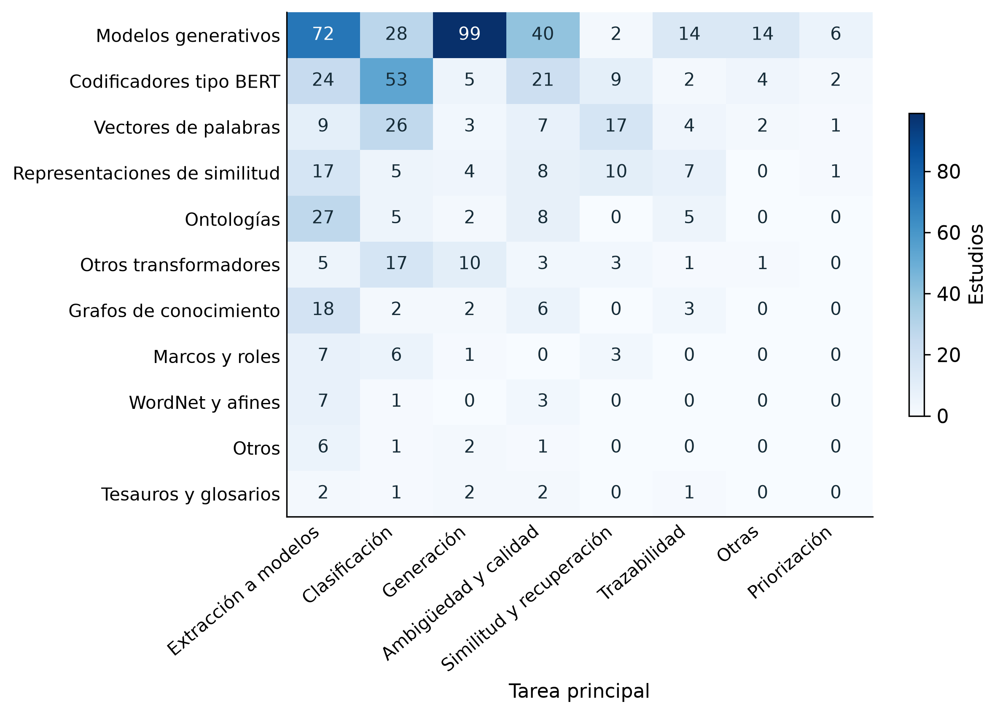 Modelos generativos 72 28 99 40 2 14 14 6
Codificadores tipo BERT 24 53 5 21 9 2 4 2
Vectores de palabras 9 26 3 7 17 4 2 1
Representaciones de similitud 17 5 4 8 10 7 0 1
Ontologías 27 5 2 8 0 5 0 0
Otros transformadores 5 17 10 3 3 1 1 0
Grafos de conocimiento 18 2 2 6 0 3 0 0
Marcos y roles 7 6 1 0 3 0 0 0
WordNet y afines 7 1 0 3 0 0 0 0
Otros 6 1 2 1 0 0 0 0
Tesauros y glosarios 2 1 2 2 0 1 0 0
Extracción a modelos
Clasificación
Generación
Ambigüedad y calidad
Similitud y recuperación
Trazabilidad
Otras
Priorización
Tarea principal
80
60
40
20
0
Estudios